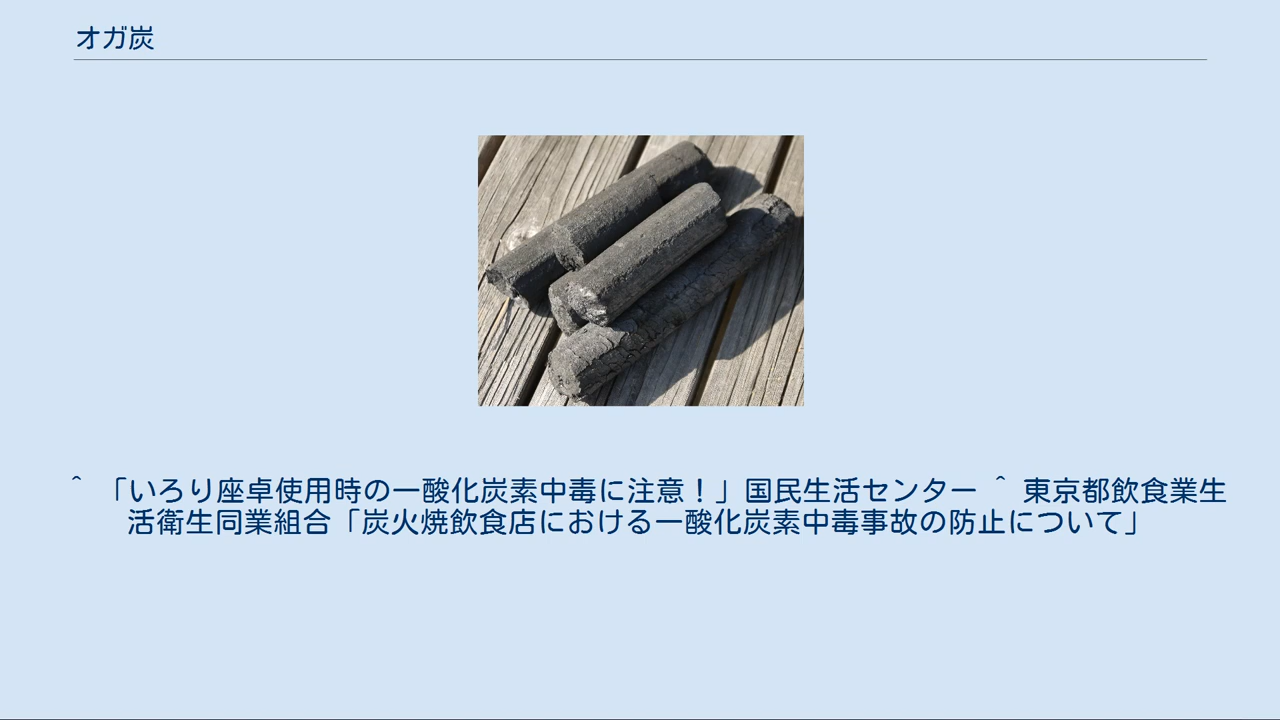 オガ炭
^ 「いろり座卓使用時の一酸化炭素中毒に注意！」国民生活センター ^ 東京都飲食業生
活衛生同業組合「炭火焼飲食店における一酸化炭素中毒事故の防止について」